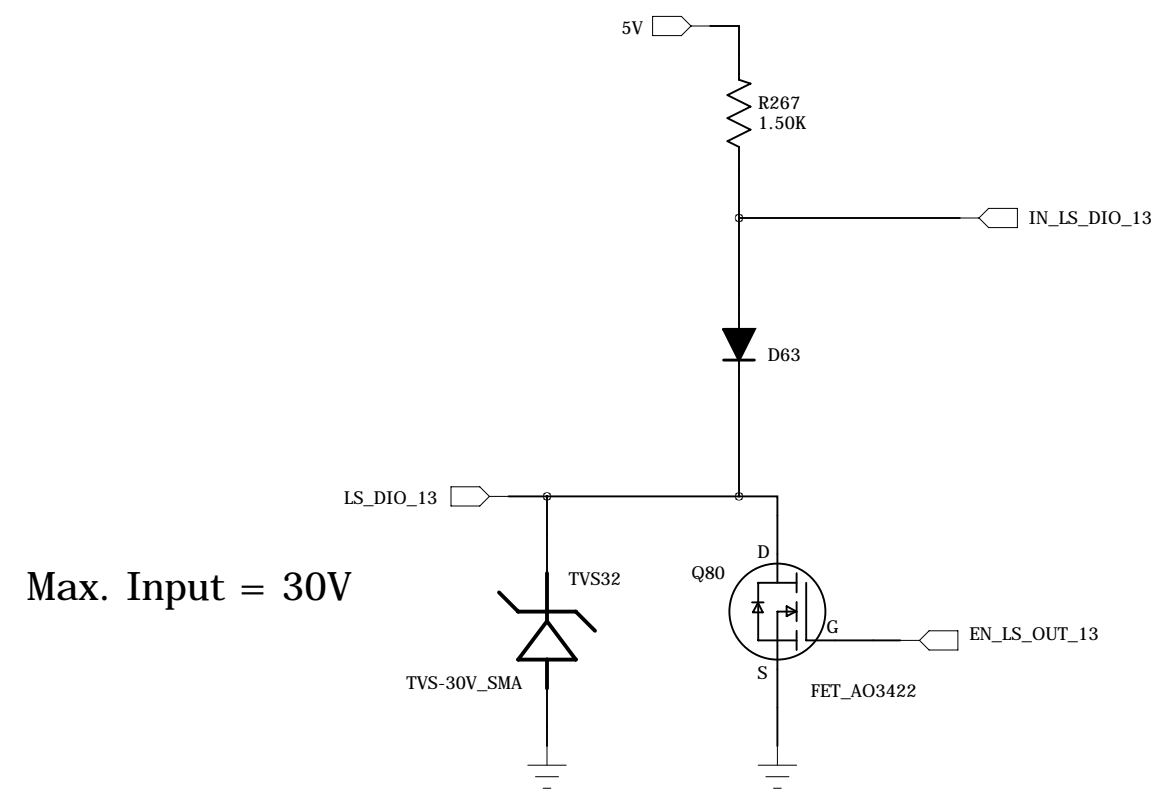 5V
R267
1.50K
IN_LS_DIO_13
D63
LS_DIO_13
D
Q80
TVS32
Max. Input = 30V
G
EN_LS_OUT_13
S
TVS-30V_SMA
FET_AO3422